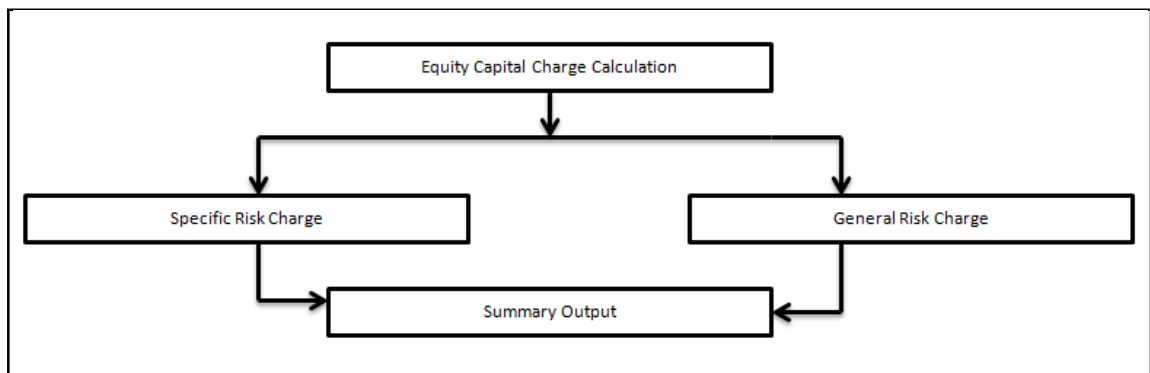 Equity Capital Charge Calculation
Specific Risk Charge
General Risk Charge
Summary Output